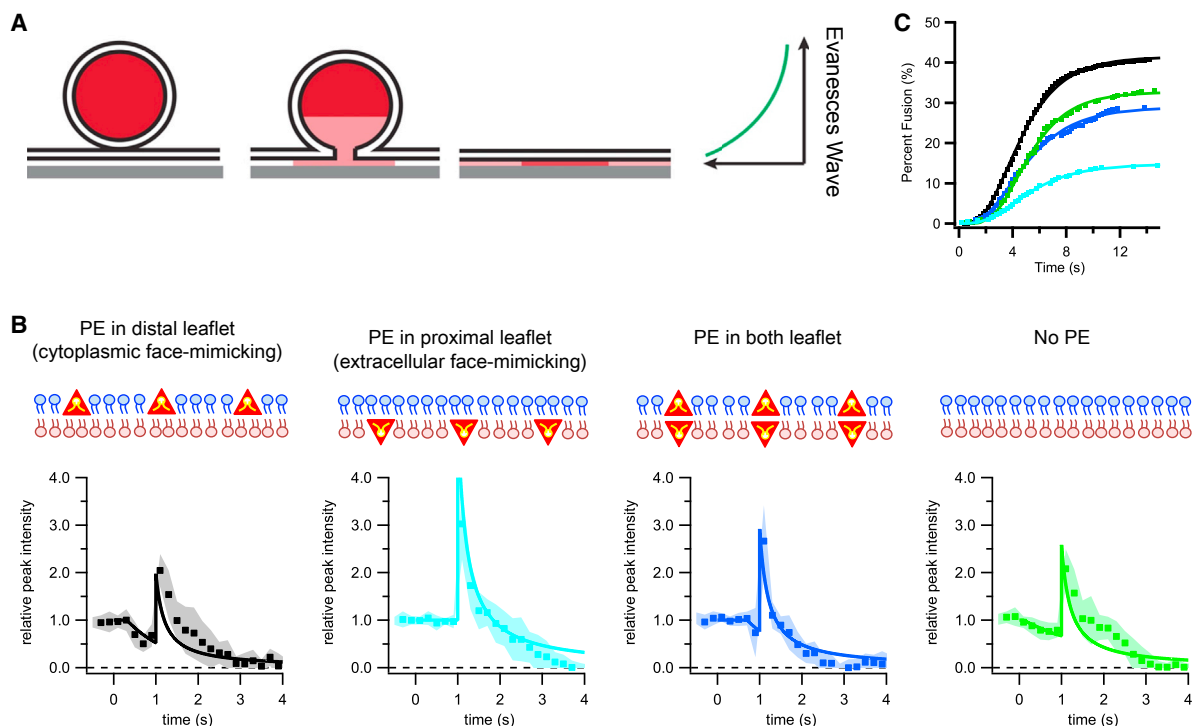 A
Evanesces Wave
C
50
40
30
20
10
0
Percent Fusion (%)
0
4
8
12
Time (s)
B
PE in distal leaflet
(cytoplasmic face-mimicking)
PE in proximal leaflet
(extracellular face-mimicking)
PE in both leaflet
No PE
4.0
3.0
2.0
1.0
0.0
relative peak intensity
0
1
2
3
4
time (s)
4.0
3.0
2.0
1.0
0.0
relative peak intensity
0
1
2
3
4
time (s)
4.0
3.0
2.0
1.0
0.0
relative peak intensity
0
1
2
3
4
time (s)
4.0
3.0
2.0
1.0
0.0
relative peak intensity
0
1
2
3
4
time (s)